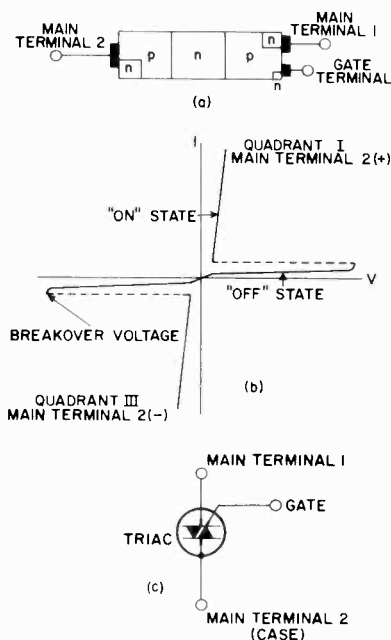 MAIN
TERMINAL 2
MAIN
TERMINAL 1
GATE
TERMINAL
n
p
n
p
n
n
(a)
I
QUADRANT I
MAIN TERMINAL 2(+)
"ON" STATE
V
"OFF" STATE
BREAKOVER VOLTAGE
QUADRANT III
MAIN TERMINAL 2(-)
(b)
MAIN TERMINAL 1
GATE
TRIAC
(c)
MAIN TERMINAL 2
(CASE)